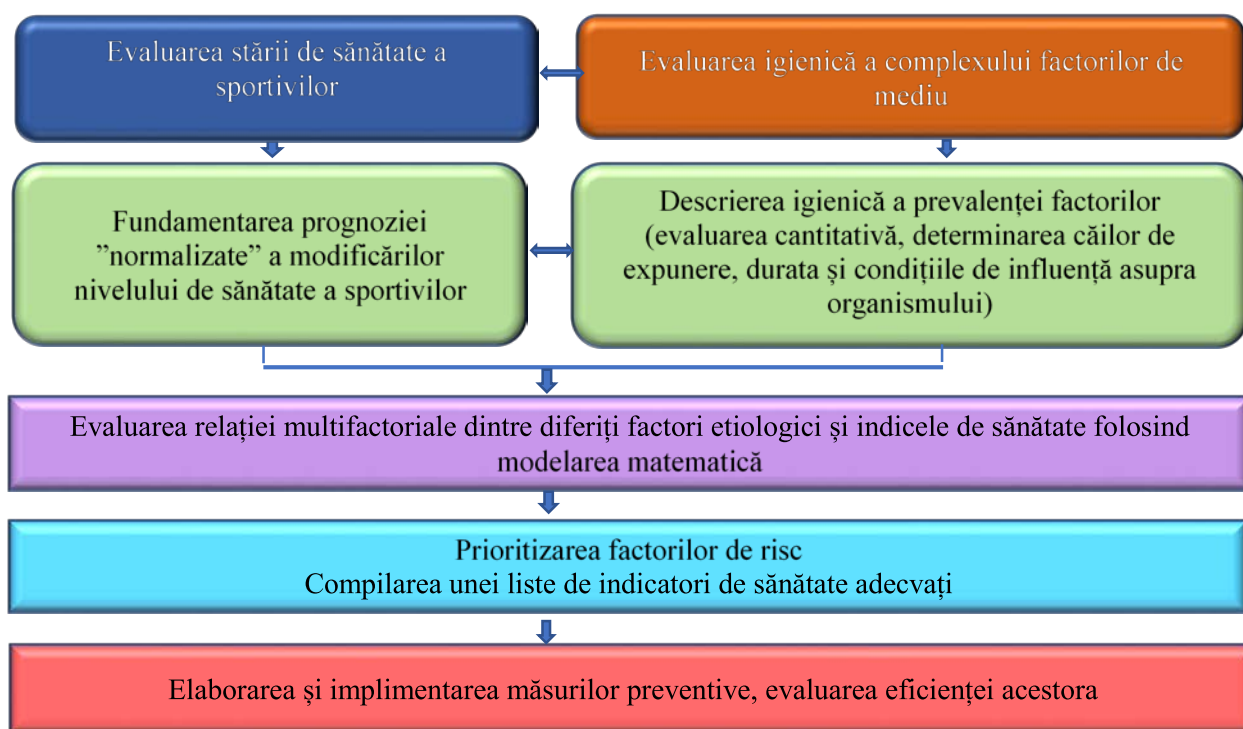 Evaluarea stării de sănătate a
sportivilor
Evaluarea igienică a complexului factorilor de
mediu
Fundamentarea prognoziei
”normalizate” a modificărilor
nivelului de sănătate a sportivilor
Descrierea igienică a prevalenței factorilor
(evaluarea cantitativă, determinarea căilor de
expunere, durata și condițiile de influență asupra
organismului)
Evaluarea relației multifactoriale dintre diferiți factori etiologici și indicele de sănătate folosind
modelarea matematică
Prioritizarea factorilor de risc
Compilarea unei liste de indicatori de sănătate adecvați
Elaborarea și implimentarea măsurilor preventive, evaluarea eficienței acestora